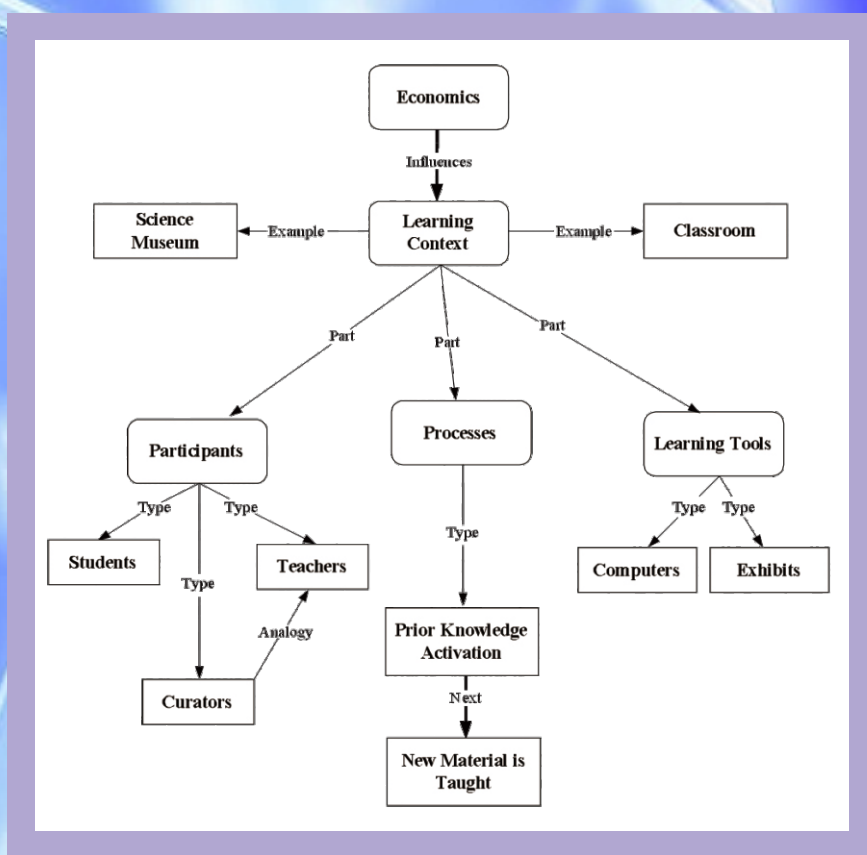 Economics
Influences
Science
Museum
Example
Learning
Context
Example
Classroom
Part
Part
Part
Participants
Processes
Learning Tools
Type
Type
Type
Type
Type
Type
Students
Teachers
Computers
Exhibits
Analogy
Prior Knowledge
Activation
Curators
Next
New Material is
Taught